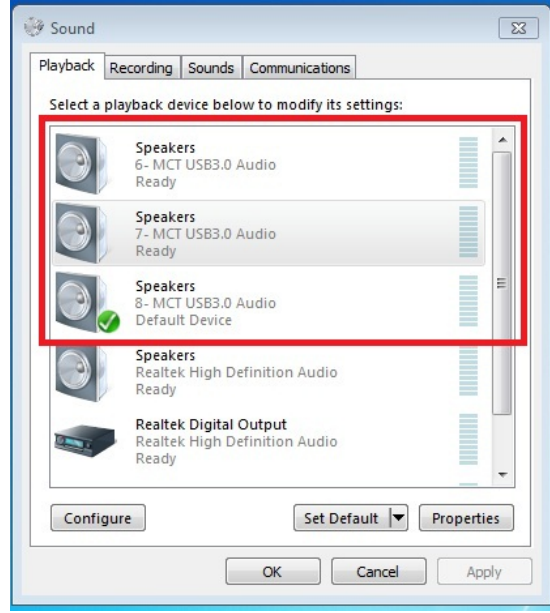 Sound
Playback Recording Sounds Communications
Select a playback device below to modify its settings:
Speakers
6- MCT USB3.0 Audio
Ready
Speakers
7- MCT USB3.0 Audio
Ready
Speakers
8- MCT USB3.0 Audio
Default Device
Speakers
Realtek High Definition Audio
Ready
Realtek Digital Output
Realtek High Definition Audio
Ready
Configure Set Default Properties
OK Cancel Apply